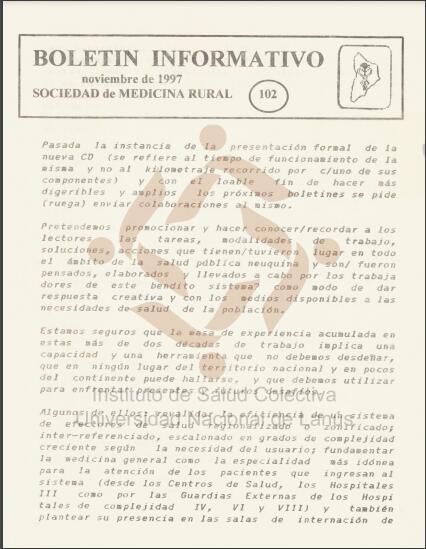 BOLETIN INFORMATIVO
noviembre de 1997
SOCIEDAD de MEDICINA RURAL 102
Pasada la instancia de la presentación formal de la
nueva CD (se refiere al tiempo de funcionamiento de la
misma y no al kilometraje recorrido por c/uno de sus
componentes) y con el loable fin de hacer más
digeribles y amplios los próximos boletines se pide
(ruega) enviar colaboraciones al mismo.
Pretendemos promocionar y hacer conocer/recordar a los
lectores las tareas, modalidades de trabajo,
soluciones, acciones que tienen/tuvieron lugar en todo
el ámbito de la salud pública neuquina y son/ fueron
pensados, elaborados y llevados a cabo por los trabaja
dores de este bendito sistema como modo de dar
respuesta creativa y con los medios disponibles a las
necesidades de salud de la población.
Estamos seguros que la masa de experiencia acumulada en
estas más de dos décadas de trabajo implica una
capacidad y una herramienta que no debemos desdeñar,
que en ningún lugar del territorio nacional y en pocos
del continente puede hallarse, y que debemos utilizar
para enfrentar presentes y futuros desafíos.
Instituto de Salud Colectiva
Algunos de ellos: revalidar la eficiencia de un sistema
Universidad Nacional de Lanús
de efectores de salud regionalizado o zonificado;
inter-referenciado, escalonado en grados de complejidad
creciente según la necesidad del usuario; fundamentar
la medicina general como la especialidad más idónea
para la atención de los pacientes que ingresan al
sistema (desde los Centros de Salud, los Hospitales
III como por las Guardias Externas de los Hospi
tales de complejidad IV, VI y VIII) y también
plantear su presencia en las salas de internación de